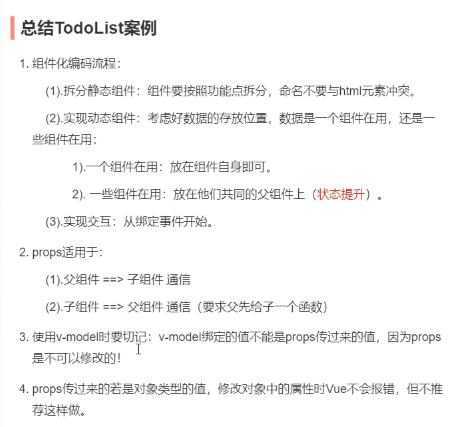 总结TodoList案例
1. 组件化编码流程：
(1).拆分静态组件：组件要按照功能点拆分，命名不要与html元素冲突。
(2).实现动态组件：考虑好数据的存放位置，数据是一个组件在用，还是一
些组件在用：
1).一个组件在用：放在组件自身即可。
2). 一些组件在用：放在他们共同的父组件上（状态提升）。
(3).实现交互：从绑定事件开始。
2. props适用于：
(1).父组件 ==> 子组件 通信
(2).子组件 ==> 父组件 通信（要求父先给子一个函数）
3. 使用v-model时要切记：v-model绑定的值不能是props传过来的值，因为props
是不可以修改的！
4. props传过来的若是对象类型的值，修改对象中的属性时Vue不会报错，但不推
荐这样做。